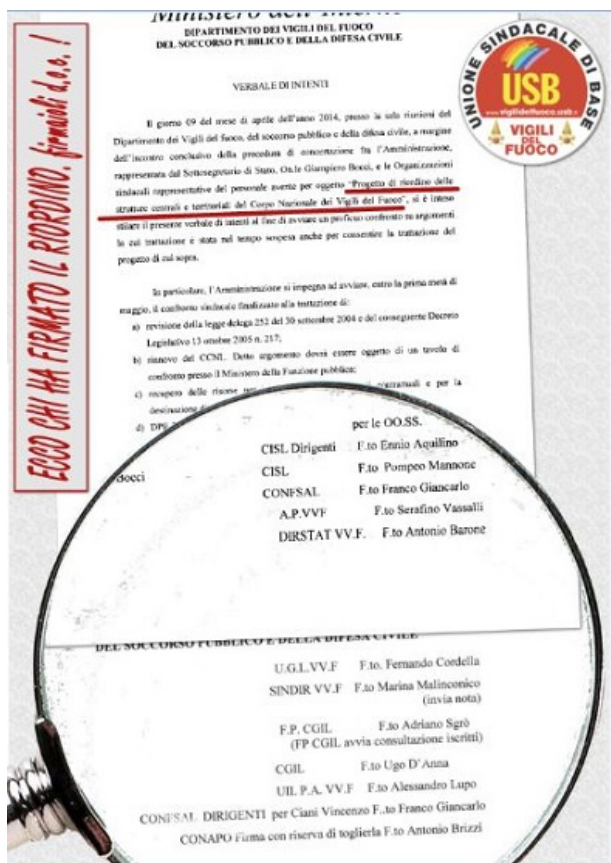 Ministero dell'Interno
DIPARTIMENTO DEI VIGILI DEL FUOCO
DEL SOCCORSO PUBBLICO E DELLA DIFESA CIVILE
VERBALE DI INTENTI
Il giorno 09 del mese di aprile dell'anno 2014, presso la sala riunioni del
Dipartimento dei Vigili del fuoco, del soccorso pubblico e della difesa civile, a margine
dell'incontro conclusivo della procedura di concertazione fra l'Amministrazione,
rappresentata dal Sottosegretario di Stato, On.le Giampiero Bocci, e le Organizzazioni
sindacali rappresentative del personale avente per oggetto "Progetto di riordino delle
strutture centrali e territoriali del Corpo Nazionale dei Vigili del Fuoco", si è inteso
stilare il presente verbale di intenti al fine di avviare un proficuo confronto su argomenti
la cui trattazione è stata nel tempo sospesa anche per consentire la trattazione del
progetto di cui sopra.
In particolare, l'Amministrazione si impegna ad avviare, entro la prima metà di
maggio, il confronto sindacale finalizzato alla trattazione di:
a) revisione della legge delega 252 del 30 settembre 2004 e del conseguente Decreto
Legislativo 13 ottobre 2005 n. 217;
b) rinnovo del CCNL. Detto argomento dovrà essere oggetto di un tavolo di
confronto presso il Ministero della Funzione pubblica;
c) recupero delle risorse contrattuali e per la
destinazione
d)
ECCO CHI HA FIRMATO IL RIORDINO. firmaioli d.o.c. !
UNIONE SINDACALE DI BASE
USB
www.vigilidelfuoco.usb.it
VIGILI
DEL
FUOCO
per le OO.SS.
CISL Dirigenti F.to Ennio Aquilino
docci
CISL F.to Pompeo Mannone
CONFSAL F.to Franco Giancarlo
A.P.VVF F.to Serafino Vassalli
DIRSTAT VV.F. F.to Antonio Barone
DEL SOCCORSO PUBBLICO E DELLA DIFESA CIVILE
U.G.L.VV.F F.to. Fernando Cordella
SINDIR VV.F F.to Marina Malinconico
(invia nota)
F.P. CGIL F.to Adriano Sgrò
(FP CGIL avvia consultazione iscritti)
CGIL F.to Ugo D'Anna
UIL P.A. VV.F F.to Alessandro Lupo
CONFSAL DIRIGENTI per Ciani Vincenzo F..to Franco Giancarlo
CONAPO Firma con riserva di toglierla F.to Antonio Brizzi